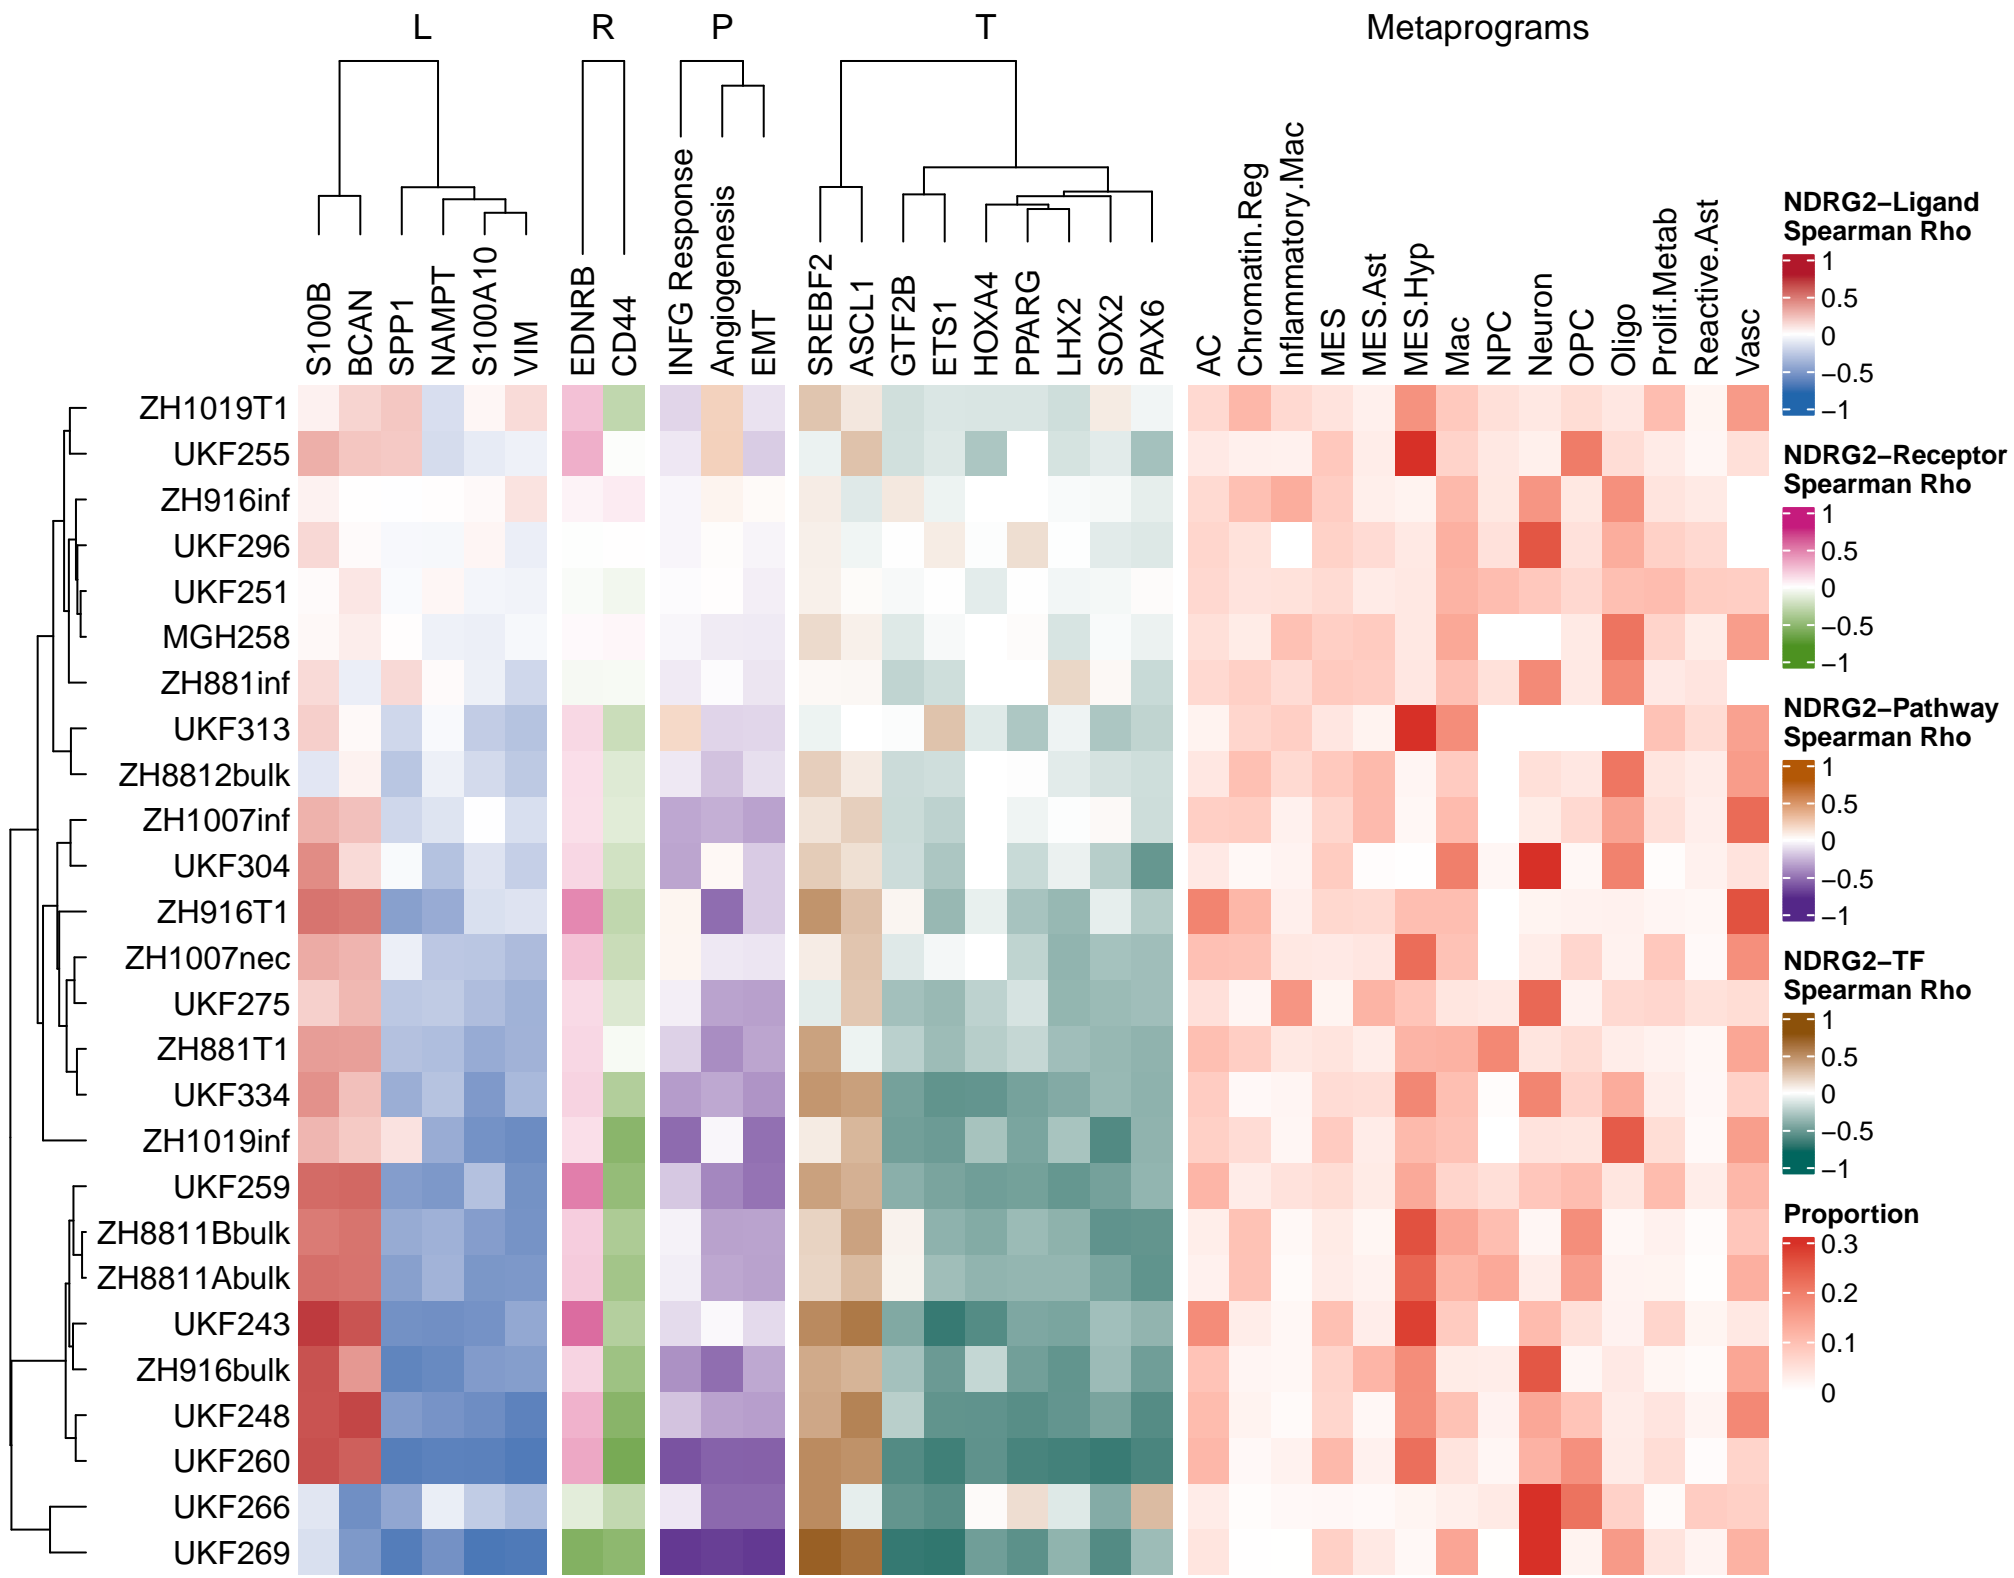 L R P T Metaprograms
S100B BCAN SPP1 NAMPT S100A10 VIM EDNRB CD44 INFG Response Angiogenesis EMT SREBF2 ASCL1 GTF2B ETS1 HOXA4 PPARG LHX2 SOX2 PAX6 AC Chromatin.Reg Inflammatory.Mac MES MES.Ast MES.Hyp Mac NPC Neuron OPC Oligo Prolif.Metab Reactive.Ast Vasc
ZH1019T1
UKF255
ZH916inf
UKF296
UKF251
MGH258
ZH881inf
UKF313
ZH8812bulk
ZH1007inf
UKF304
ZH916T1
ZH1007nec
UKF275
ZH881T1
UKF334
ZH1019inf
UKF259
ZH8811Bbulk
ZH8811Abulk
UKF243
ZH916bulk
UKF248
UKF260
UKF266
UKF269
NDRG2−Ligand
Spearman Rho
1
0.5
0
−0.5
−1
NDRG2−Receptor
Spearman Rho
1
0.5
0
−0.5
−1
NDRG2−Pathway
Spearman Rho
1
0.5
0
−0.5
−1
NDRG2−TF
Spearman Rho
1
0.5
0
−0.5
−1
Proportion
0.3
0.2
0.1
0